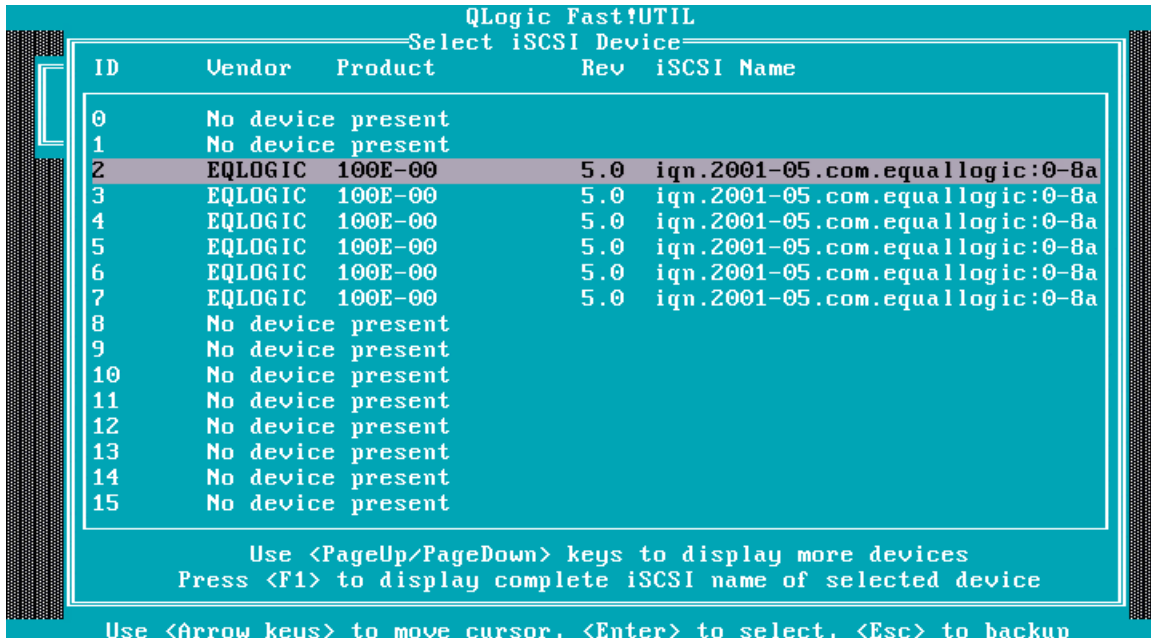 QLogic Fast!UTIL
Select iSCSI Device
ID Vendor Product Rev iSCSI Name
0 No device present
1 No device present
2 EQLOGIC 100E-00 5.0 iqn.2001-05.com.equallogic:0-8a
3 EQLOGIC 100E-00 5.0 iqn.2001-05.com.equallogic:0-8a
4 EQLOGIC 100E-00 5.0 iqn.2001-05.com.equallogic:0-8a
5 EQLOGIC 100E-00 5.0 iqn.2001-05.com.equallogic:0-8a
6 EQLOGIC 100E-00 5.0 iqn.2001-05.com.equallogic:0-8a
7 EQLOGIC 100E-00 5.0 iqn.2001-05.com.equallogic:0-8a
8 No device present
9 No device present
10 No device present
11 No device present
12 No device present
13 No device present
14 No device present
15 No device present
Use <PageUp/PageDown> keys to display more devices
Press <F1> to display complete iSCSI name of selected device
Use <Arrow keys> to move cursor, <Enter> to select, <Esc> to backup